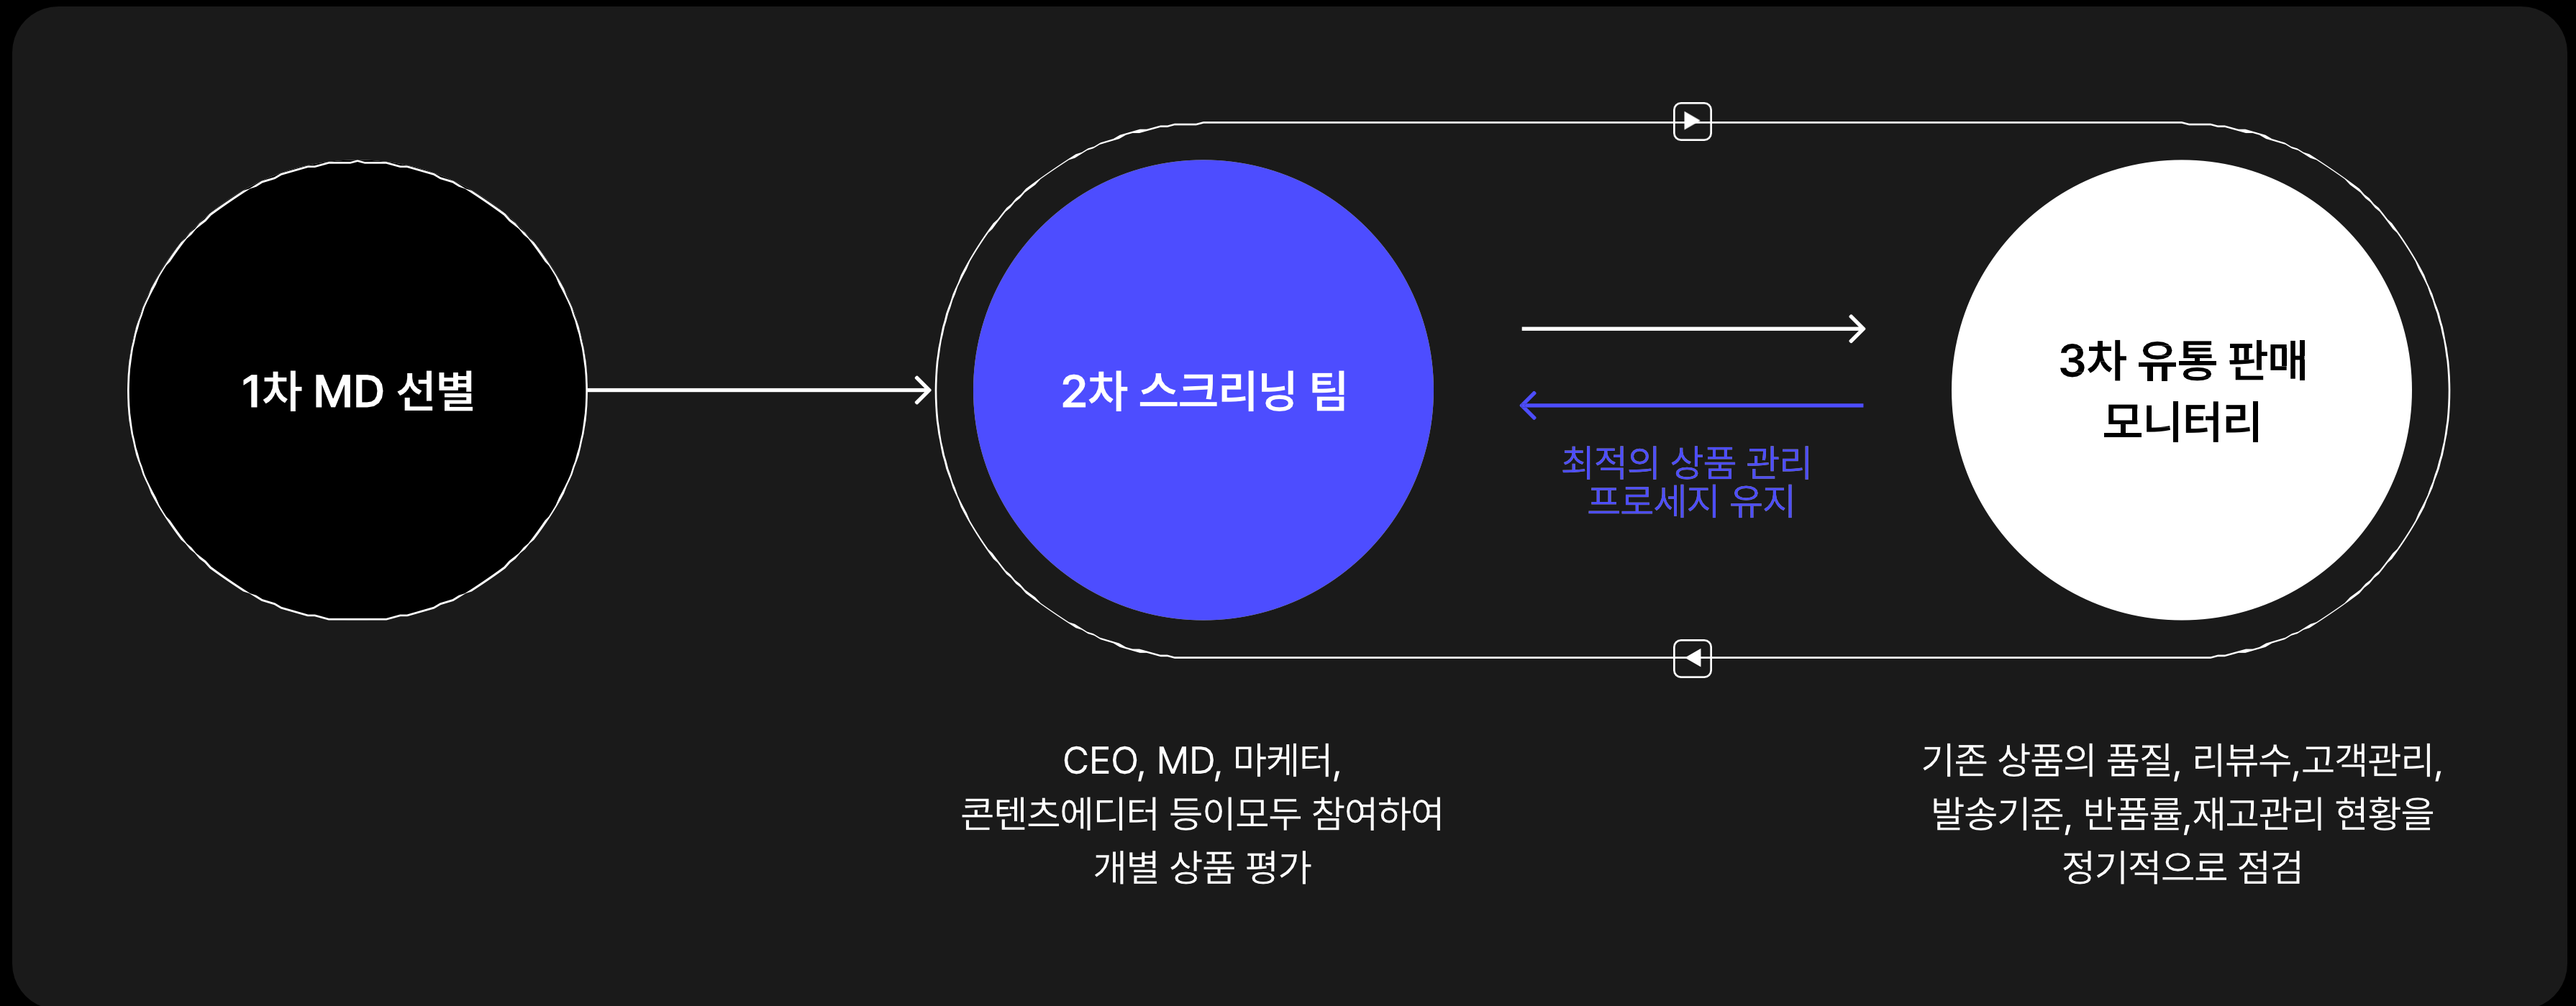 1차 MD 선별
2차 스크리닝 팀
3차 유통 판매
모니터리
최적의 상품 관리
프로세지 유지
CEO, MD, 마케터,
콘텐츠에디터 등이모두 참여하여
개별 상품 평가
기존 상품의 품질, 리뷰수,고객관리,
발송기준, 반품률,재고관리 현황을
정기적으로 점검